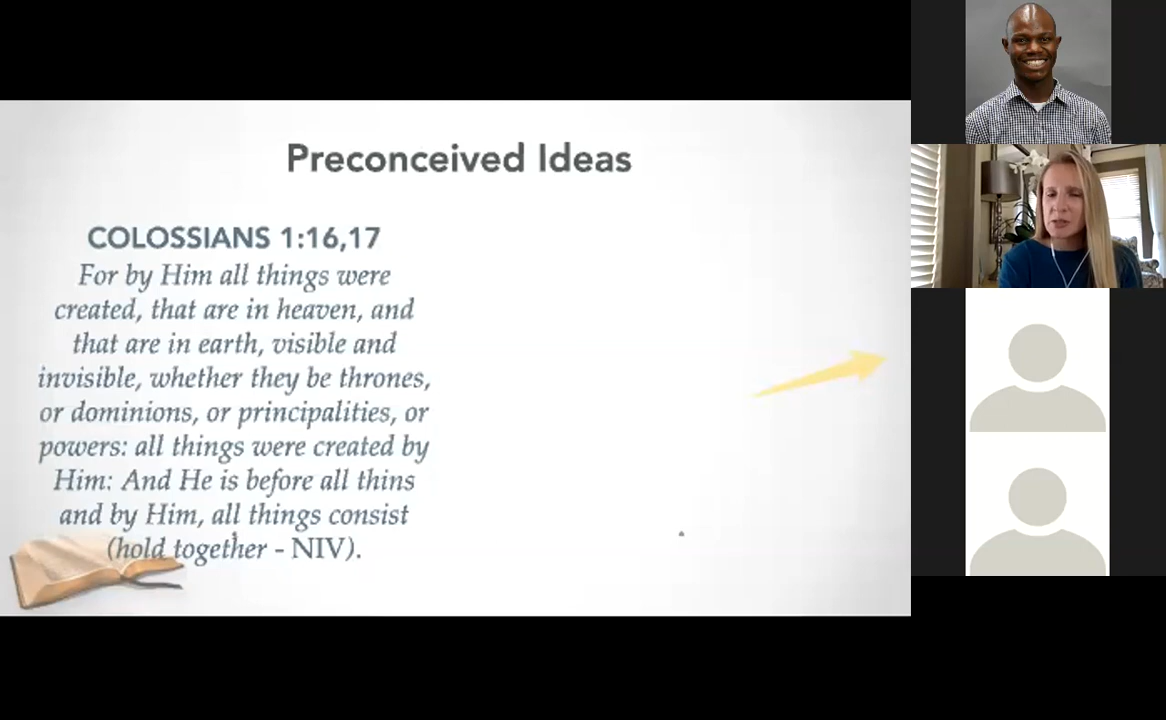 Preconceived Ideas
COLOSSIANS 1:16,17
For by Him all things were
created, that are in heaven, and
that are in earth, visible and
invisible, whether they be thrones,
or dominions, or principalities, or
powers: all things were created by
Him: And He is before all thins
and by Him, all things consist
(hold together - NIV).